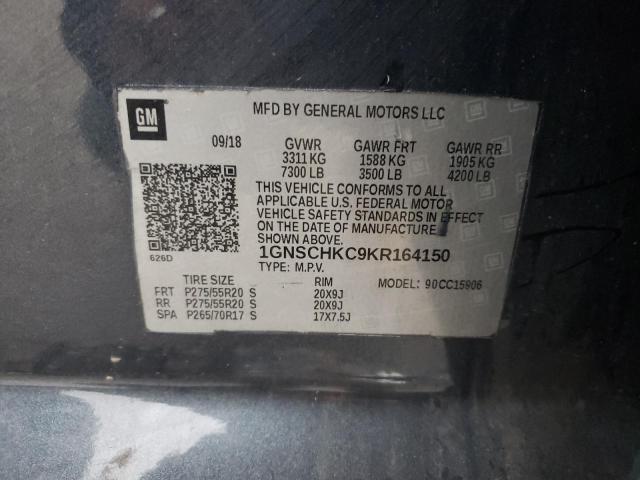 GM
MFD BY GENERAL MOTORS LLC
09/18 GVWR GAWR FRT GAWR RR
3311 KG 1588 KG 1905 KG
7300 LB 3500 LB 4200 LB
THIS VEHICLE CONFORMS TO ALL
APPLICABLE U.S. FEDERAL MOTOR
VEHICLE SAFETY STANDARDS IN EFFECT
ON THE DATE OF MANUFACTURE
SHOWN ABOVE.
626D 1GNSCHKC9KR164150
TYPE: M.P.V.
TIRE SIZE RIM MODEL: 90CC15906
FRT P275/55R20 S 20X9J
RR P275/55R20 S 20X9J
SPA P265/70R17 S 17X7.5J